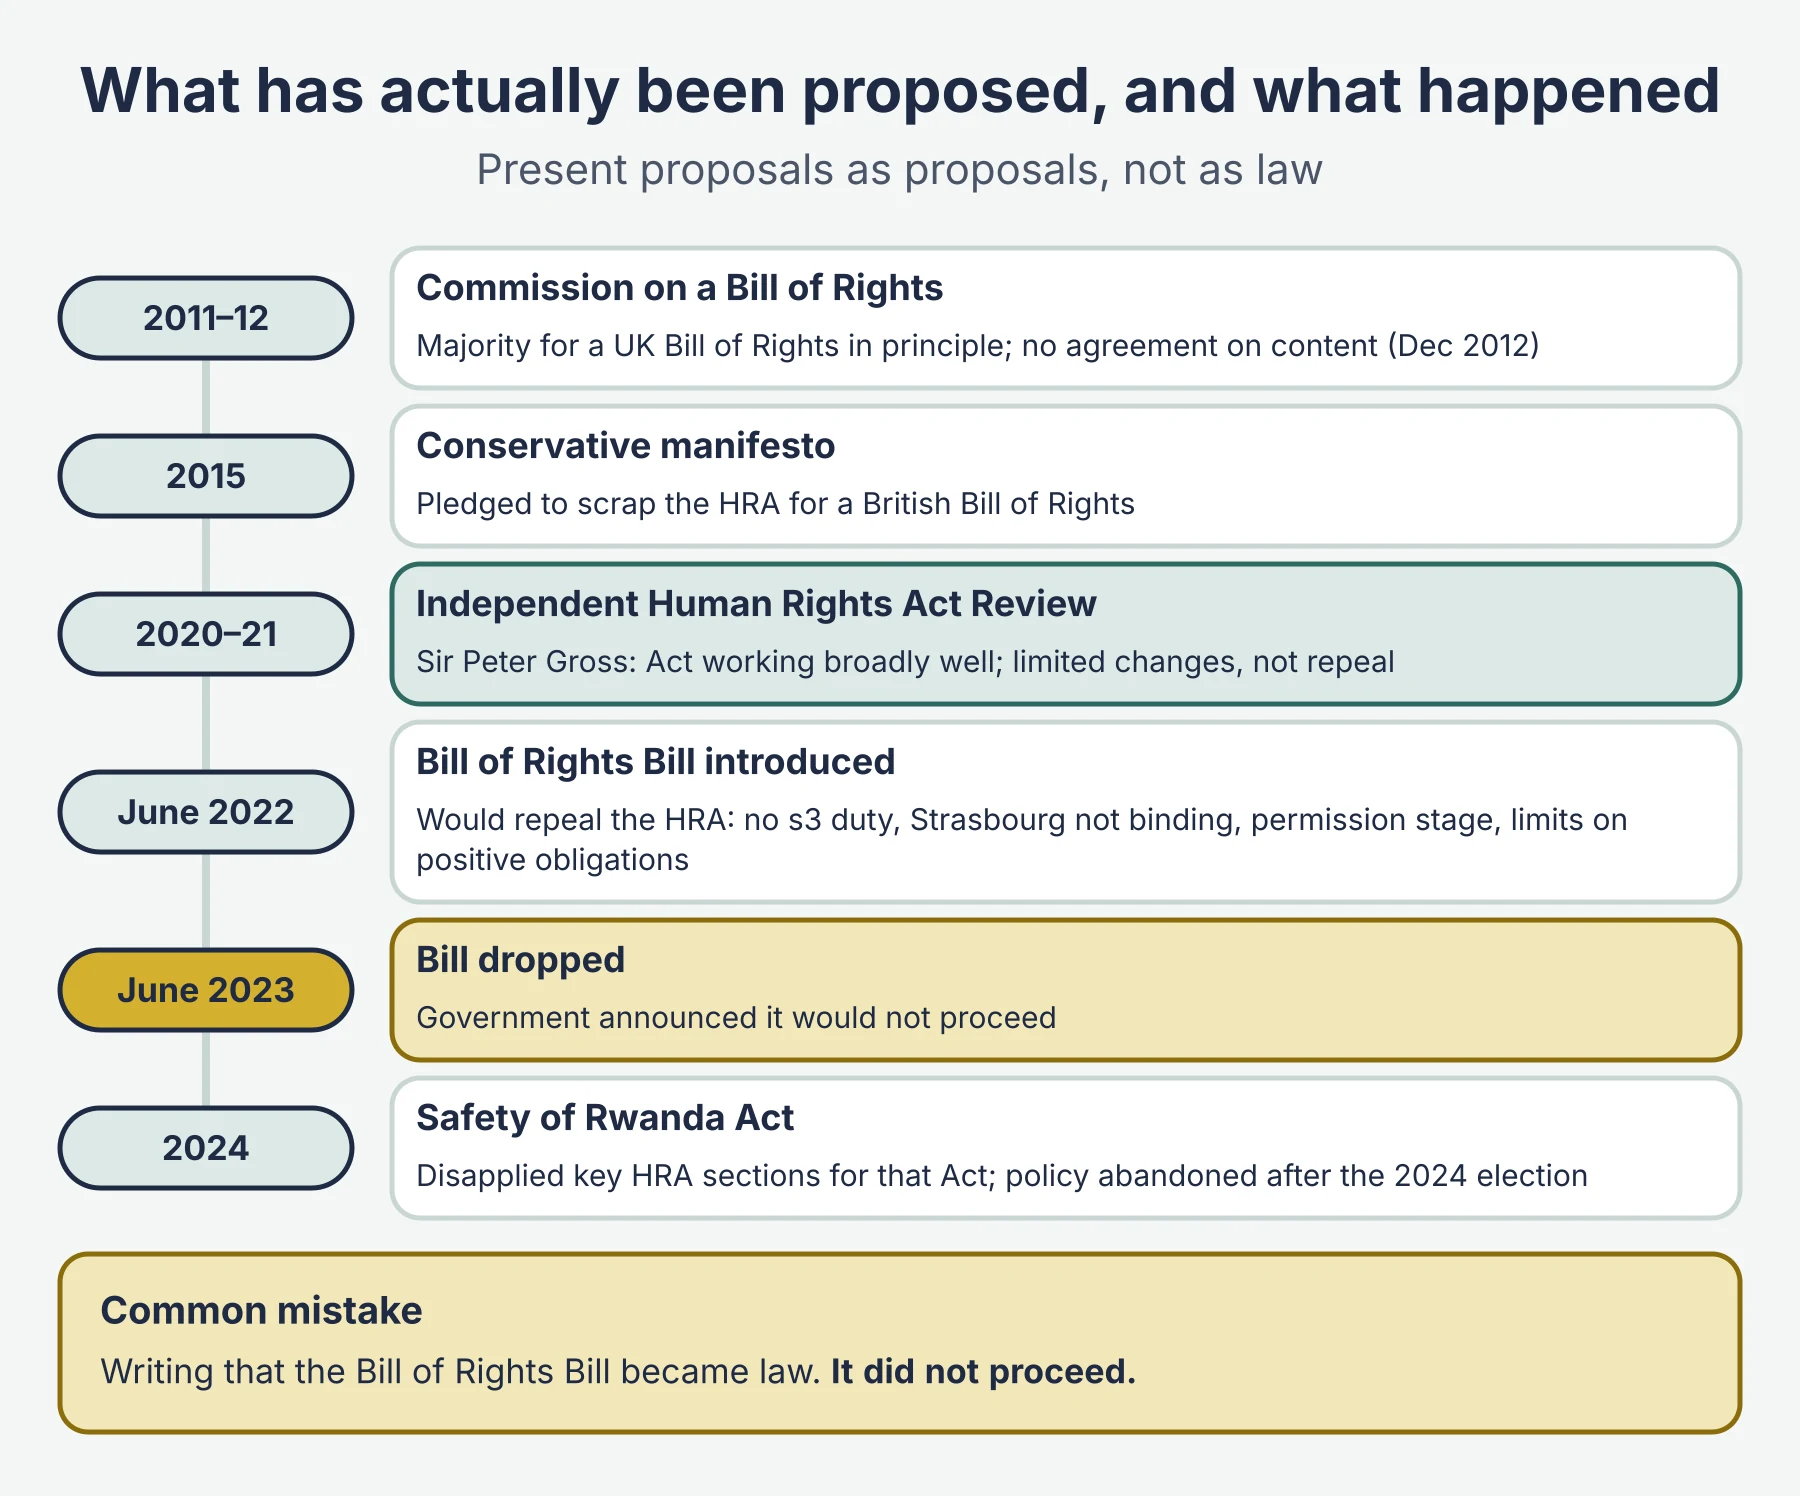 What has actually been proposed, and what happened
Present proposals as proposals, not as law
2011–12
Commission on a Bill of Rights
Majority for a UK Bill of Rights in principle; no agreement on content (Dec 2012)
2015
Conservative manifesto
Pledged to scrap the HRA for a British Bill of Rights
2020–21
Independent Human Rights Act Review
Sir Peter Gross: Act working broadly well; limited changes, not repeal
June 2022
Bill of Rights Bill introduced
Would repeal the HRA: no s3 duty, Strasbourg not binding, permission stage, limits on
positive obligations
June 2023
Bill dropped
Government announced it would not proceed
2024
Safety of Rwanda Act
Disapplied key HRA sections for that Act; policy abandoned after the 2024 election
Common mistake
Writing that the Bill of Rights Bill became law. It did not proceed.